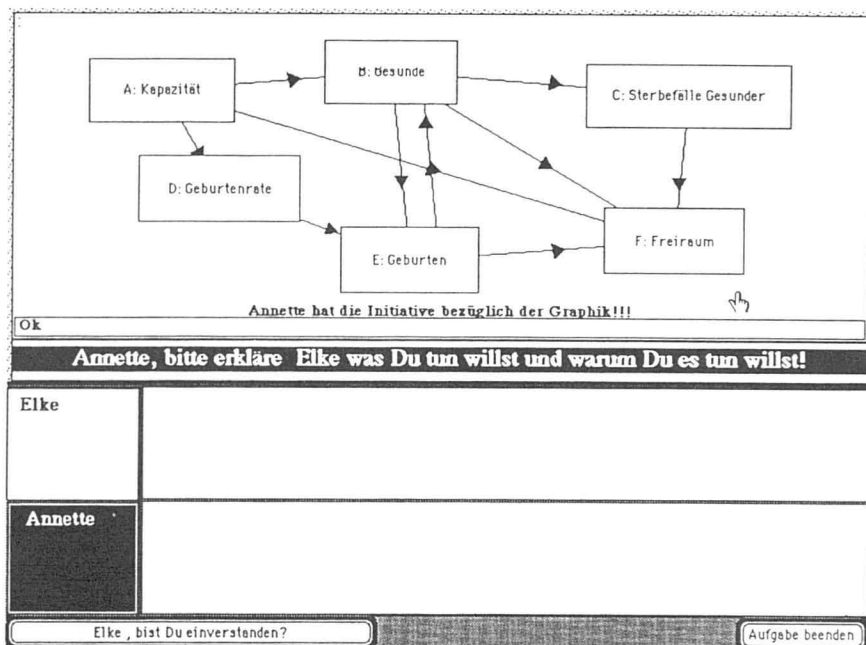 A: Kapazität
B: Gesunde
C: Sterbefälle Gesunder
D: Geburtenrate
E: Geburten
F: Freiraum
Annette hat die Initiative bezüglich der Graphik!!!
Ok
Annette, bitte erkläre Elke was Du tun willst und warum Du es tun willst!
Elke
Annette
Elke , bist Du einverstanden?
Aufgabe beenden